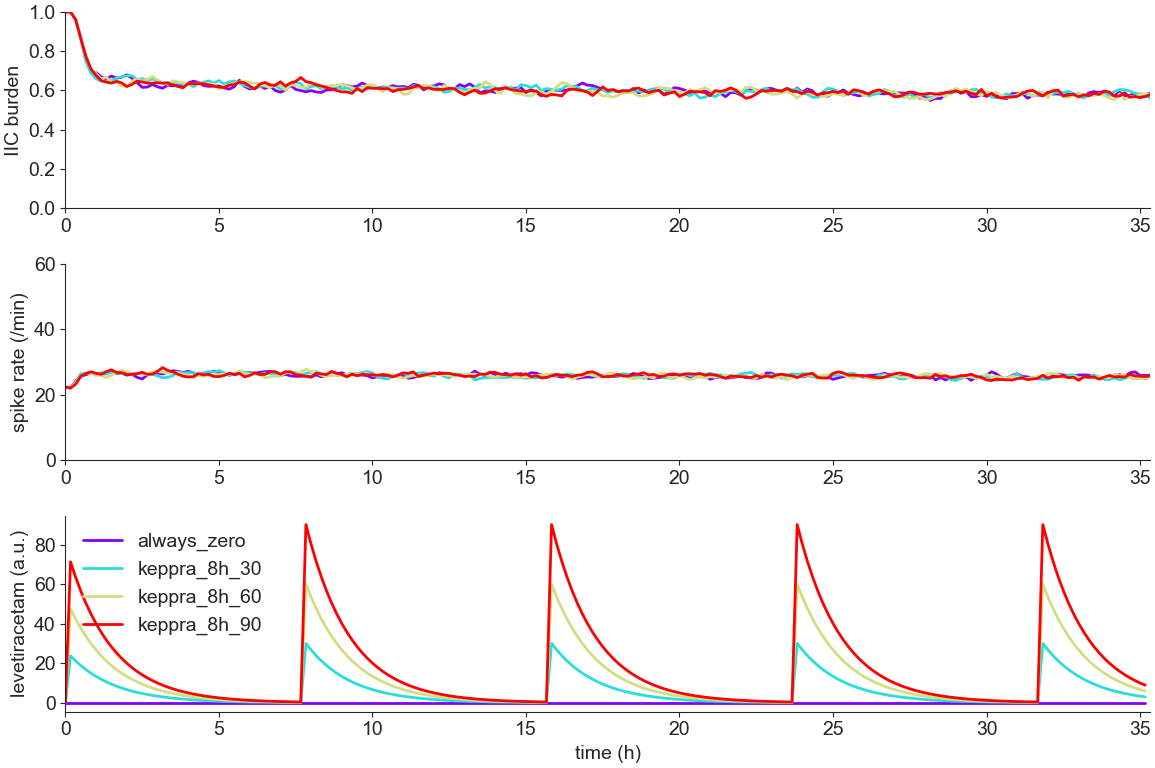 1.0
0.8
0.6
0.4
0.2
0.0
IIC burden
0 5 10 15 20 25 30 35
60
40
20
0
spike rate (/min)
0 5 10 15 20 25 30 35
80
60
40
20
0
levetiracetam (a.u.)
always_zero
keppra_8h_30
keppra_8h_60
keppra_8h_90
0 5 10 15 20 25 30 35
time (h)